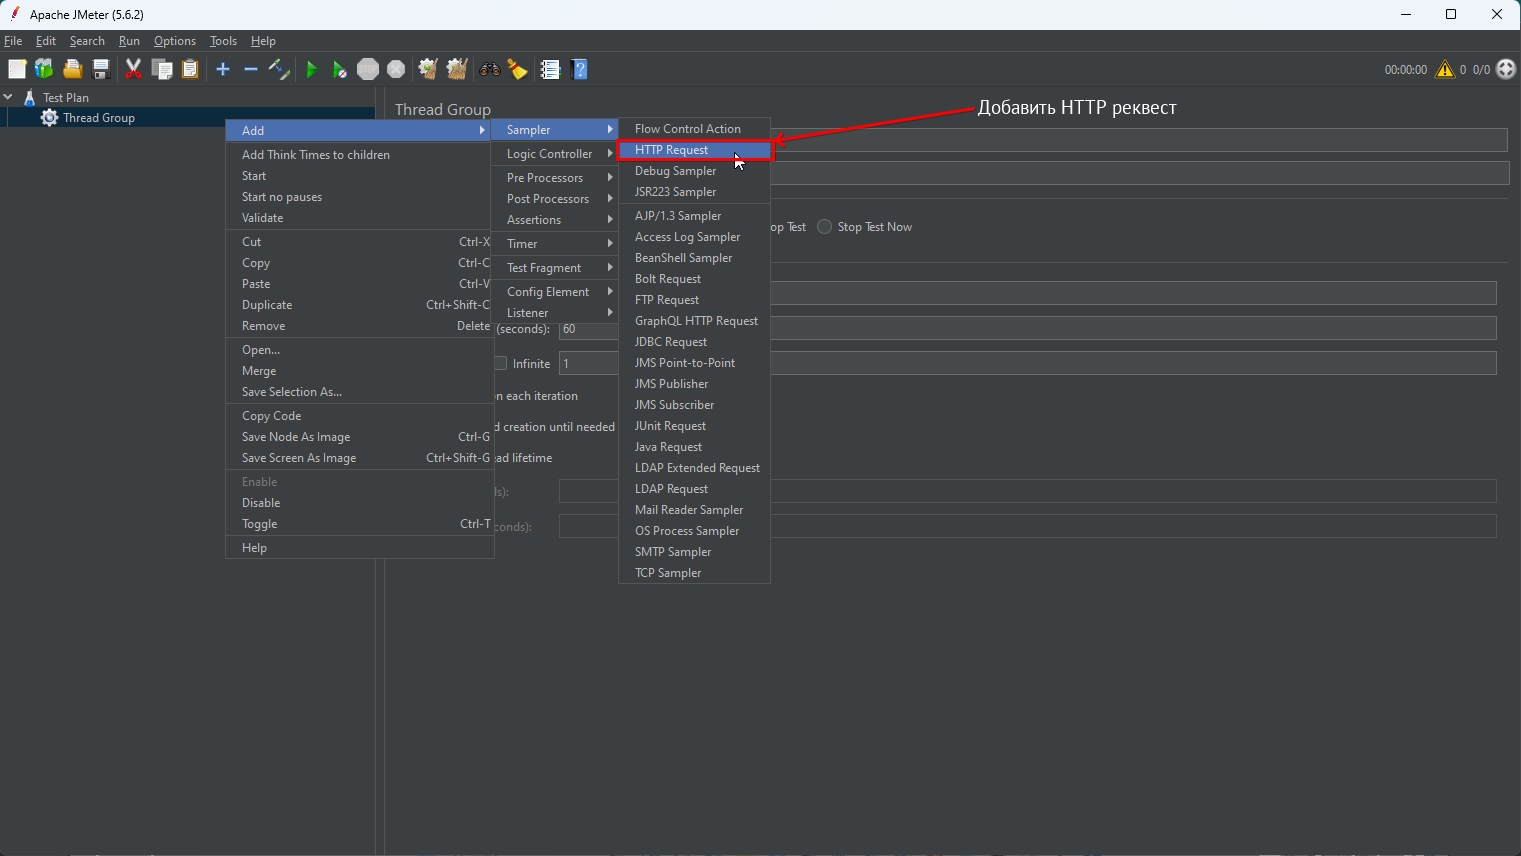 Apache JMeter (5.6.2)
File Edit Search Run Options Tools Help
00:00:00 0 0/0
Test Plan
Thread Group
Thread Group
Добавить HTTP реквест
Add
Add Think Times to children
Start
Start no pauses
Validate
Cut Ctrl-X
Copy Ctrl-C
Paste Ctrl-V
Duplicate Ctrl+Shift-C
Remove Delete
Open...
Merge
Save Selection As...
Copy Code
Save Node As Image Ctrl-G
Save Screen As Image Ctrl+Shift-G
Enable
Disable
Toggle Ctrl-T
Help
Sampler
Logic Controller
Pre Processors
Post Processors
Assertions
Timer
Test Fragment
Config Element
Listener
Flow Control Action
HTTP Request
Debug Sampler
JSR223 Sampler
AJP/1.3 Sampler
Access Log Sampler
BeanShell Sampler
Bolt Request
FTP Request
GraphQL HTTP Request
JDBC Request
JMS Point-to-Point
JMS Publisher
JMS Subscriber
JUnit Request
Java Request
LDAP Extended Request
LDAP Request
Mail Reader Sampler
OS Process Sampler
SMTP Sampler
TCP Sampler
op Test Stop Test Now
(seconds): 60
Infinite 1
n each iteration
d creation until needed
ead lifetime
ls):
conds):